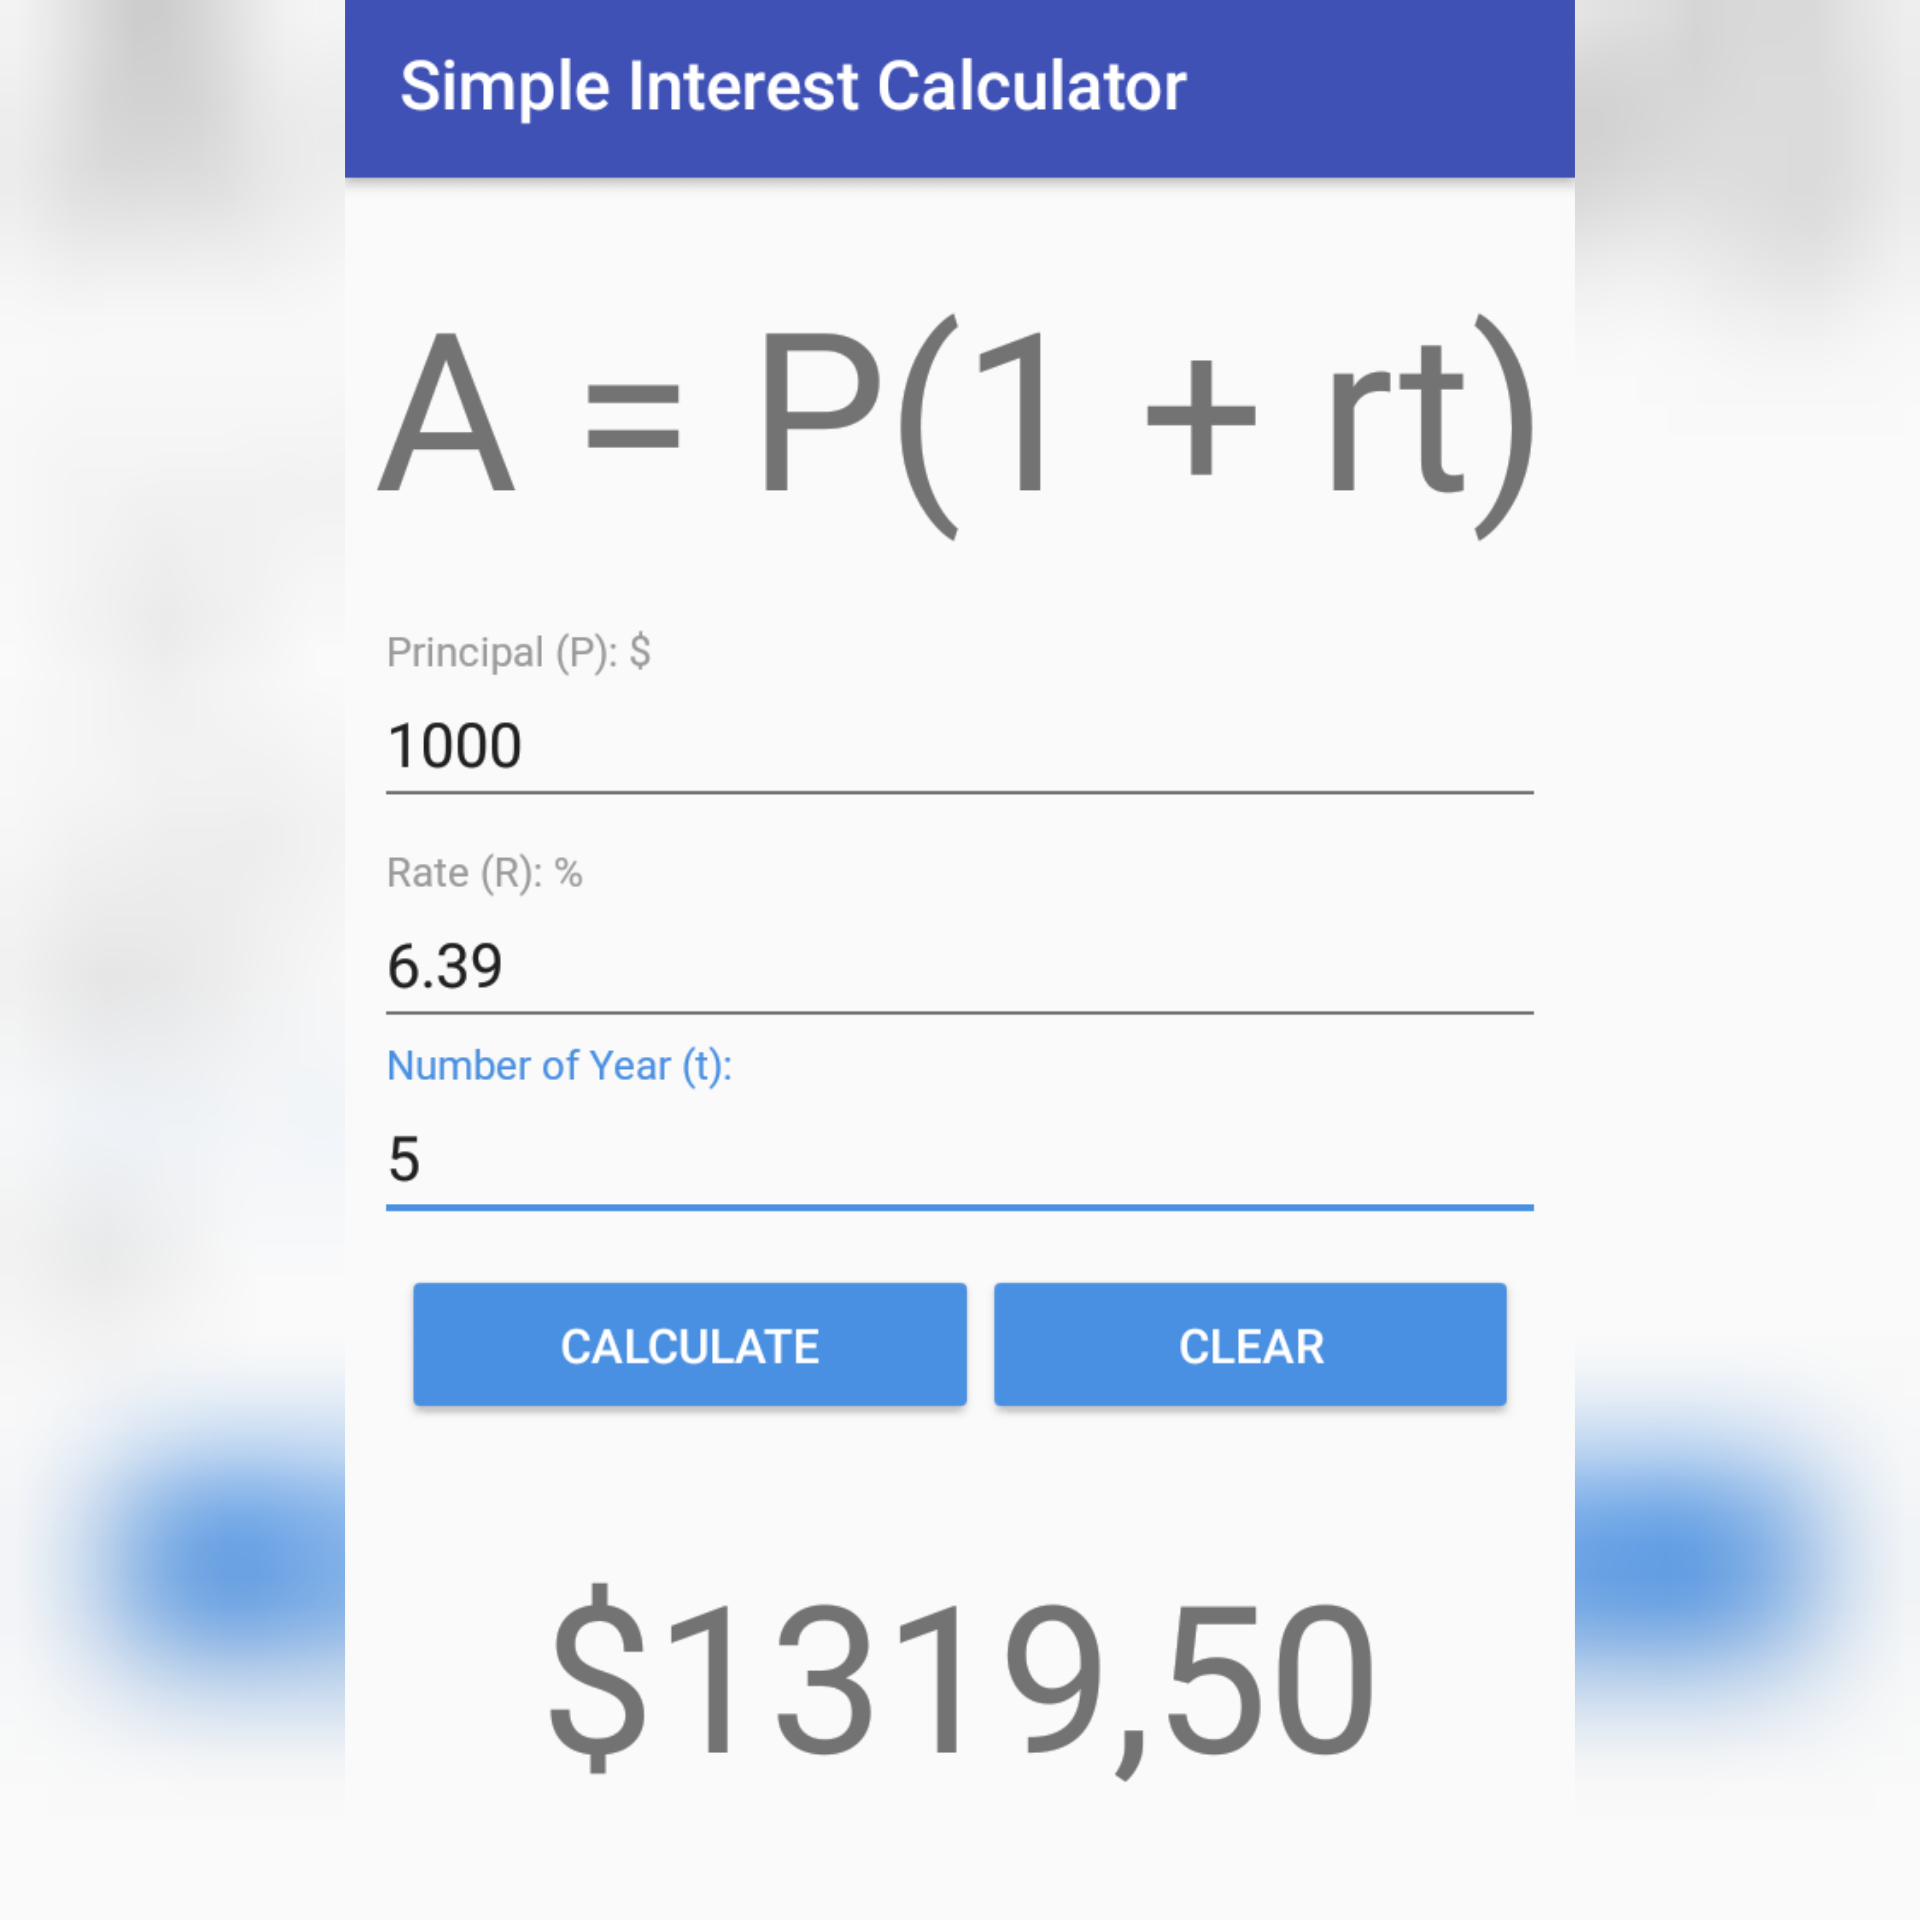 Simple Interest Calculator
A = P(1 + rt)
Principal (P): $
1000
Rate (R): %
6.39
Number of Year (t):
5
CALCULATE CLEAR
$1319,50